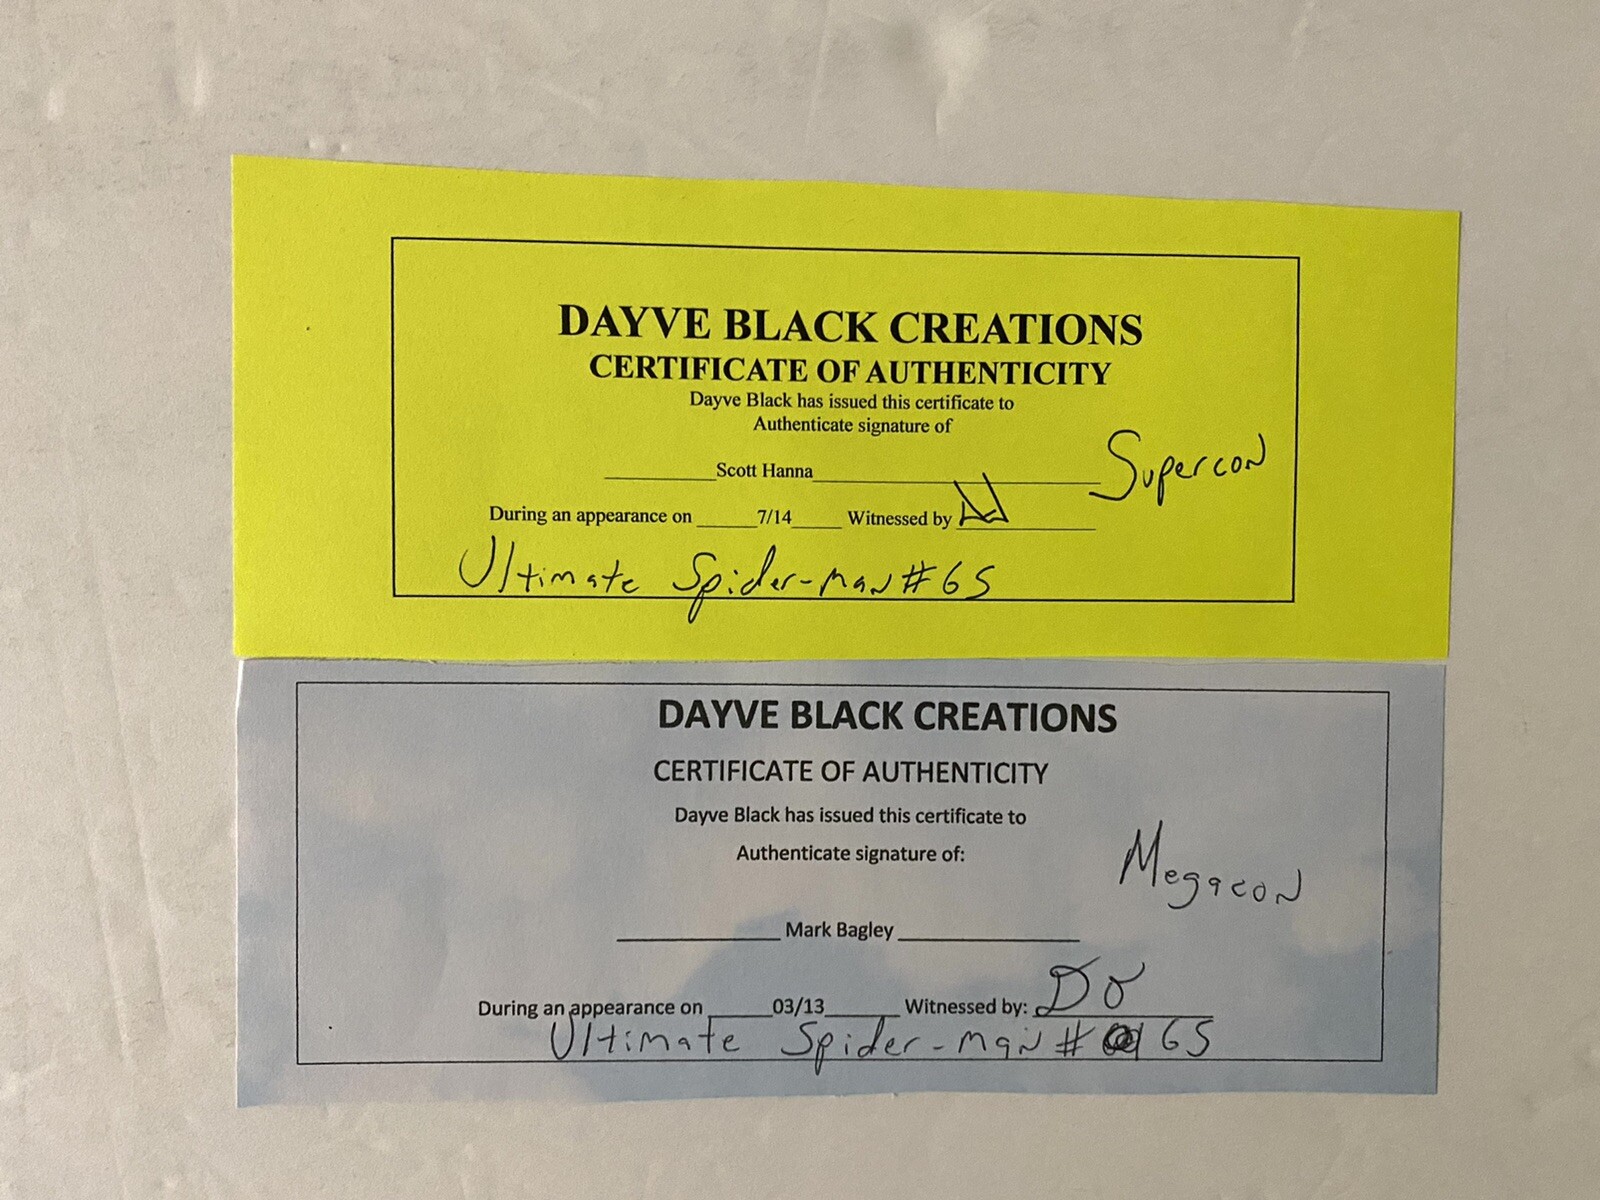 DAYVE BLACK CREATIONS
CERTIFICATE OF AUTHENTICITY
Dayve Black has issued this certificate to
Authenticate signature of
Scott Hanna Supercon
During an appearance on 7/14 Witnessed by
Ultimate Spider-Man #65
DAYVE BLACK CREATIONS
CERTIFICATE OF AUTHENTICITY
Dayve Black has issued this certificate to
Authenticate signature of:
Megacon
Mark Bagley
During an appearance on 03/13 Witnessed by:
Ultimate Spider-Man # 65